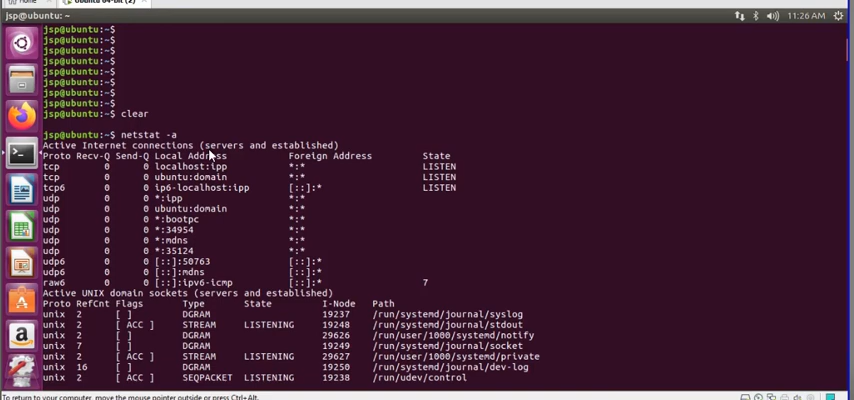 Home Ubuntu 64-bit (2)
jsp@ubuntu: ~ 11:26 AM
jsp@ubuntu:~$
jsp@ubuntu:~$
jsp@ubuntu:~$
jsp@ubuntu:~$
jsp@ubuntu:~$
jsp@ubuntu:~$
jsp@ubuntu:~$
jsp@ubuntu:~$
jsp@ubuntu:~$ clear
jsp@ubuntu:~$ netstat -a
Active Internet connections (servers and established)
Proto Recv-Q Send-Q Local Address Foreign Address State
tcp 0 0 localhost:ipp *:* LISTEN
tcp 0 0 ubuntu:domain *:* LISTEN
tcp6 0 0 ip6-localhost:ipp [::]:* LISTEN
udp 0 0 *:ipp *:*
udp 0 0 ubuntu:domain *:*
udp 0 0 *:bootpc *:*
udp 0 0 *:34954 *:*
udp 0 0 *:mdns *:*
udp 0 0 *:35124 *:*
udp6 0 0 [::]:50763 [::]:*
udp6 0 0 [::]:mdns [::]:*
raw6 0 0 [::]:ipv6-icmp [::]:* 7
Active UNIX domain sockets (servers and established)
Proto RefCnt Flags Type State I-Node Path
unix 2 [ ] DGRAM 19237 /run/systemd/journal/syslog
unix 2 [ ACC ] STREAM LISTENING 19248 /run/systemd/journal/stdout
unix 2 [ ] DGRAM 29626 /run/user/1000/systemd/notify
unix 7 [ ] DGRAM 19249 /run/systemd/journal/socket
unix 2 [ ACC ] STREAM LISTENING 29627 /run/user/1000/systemd/private
unix 16 [ ] DGRAM 19250 /run/systemd/journal/dev-log
unix 2 [ ACC ] SEQPACKET LISTENING 19238 /run/udev/control
To return to your computer, move the mouse pointer outside or press Ctrl+Alt.